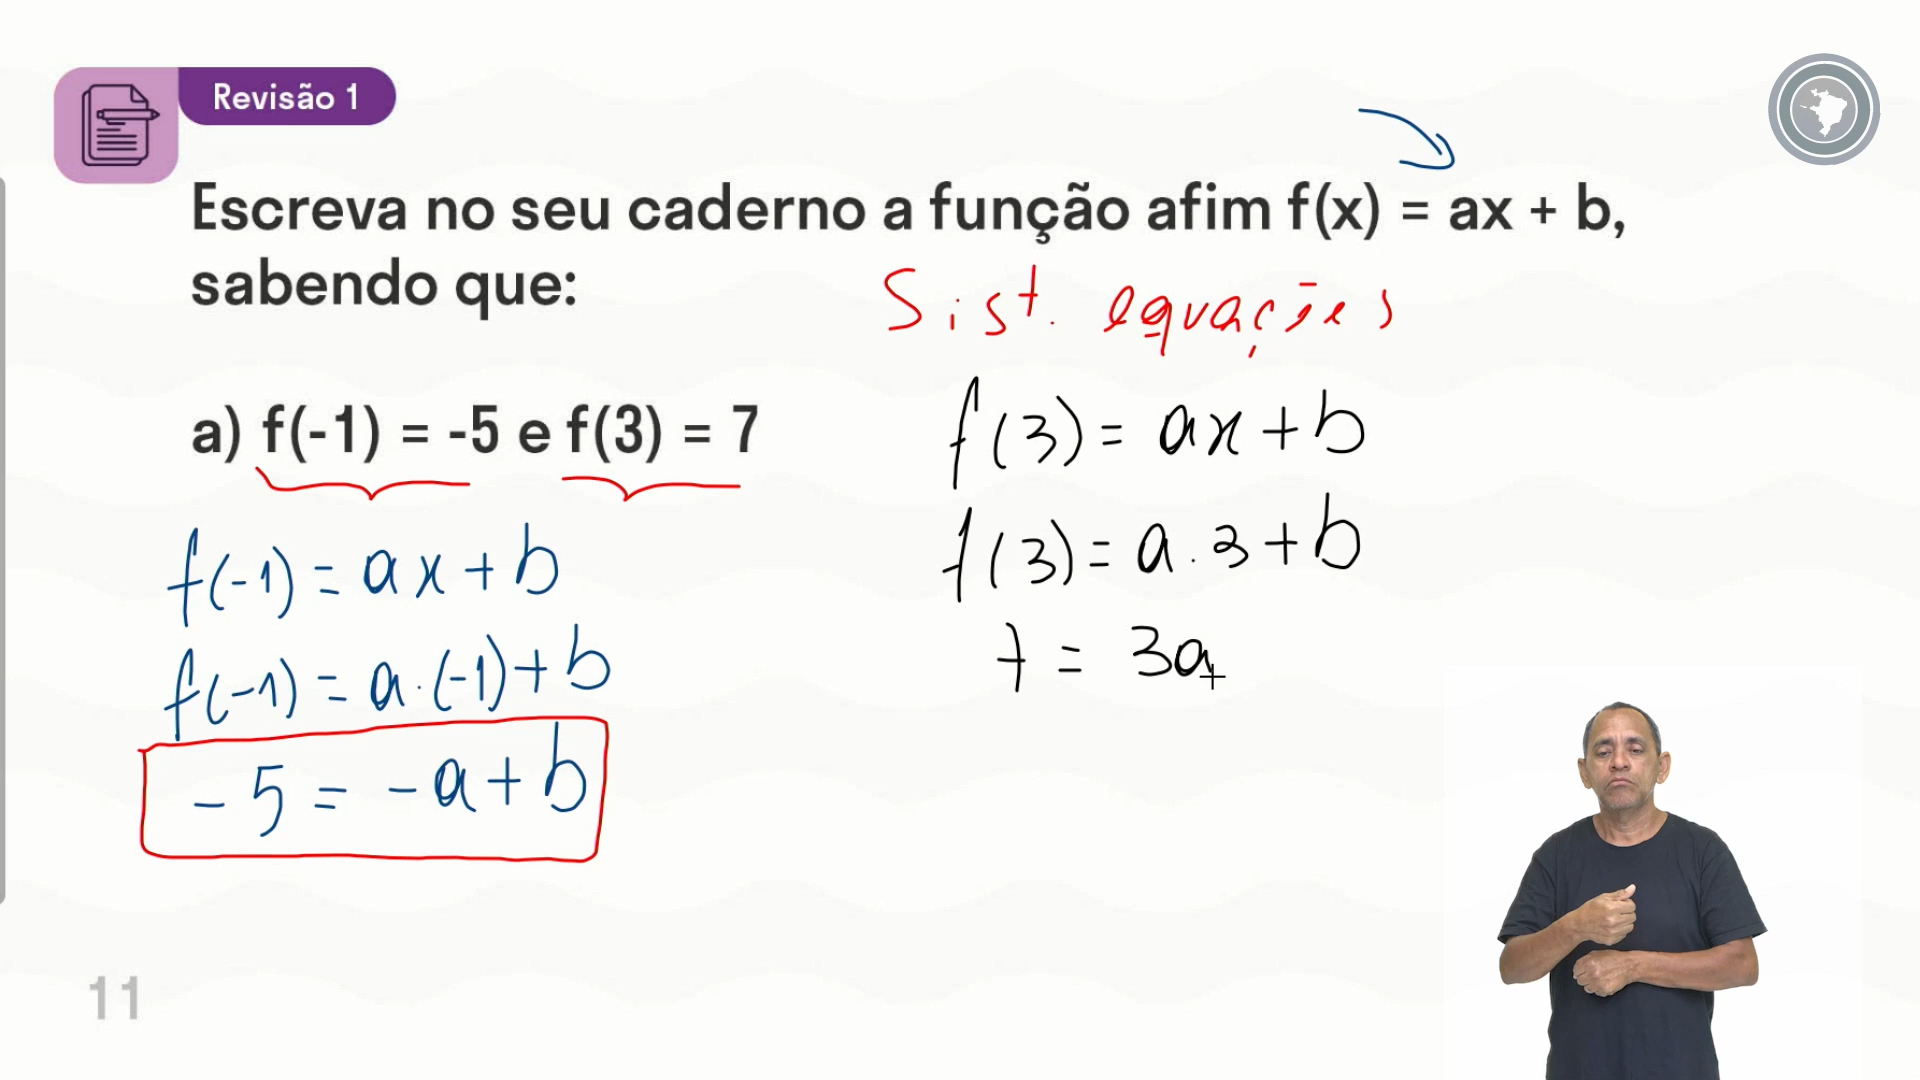 Revisão 1
Escreva no seu caderno a função afim f(x) = ax + b,
sabendo que:
Sist. equações
a) f(-1) = -5 e f(3) = 7
f(-1) = ax + b
f(-1) = a.(-1) + b
-5 = -a + b
f(3) = ax + b
f(3) = a.3 + b
7 = 3a
11